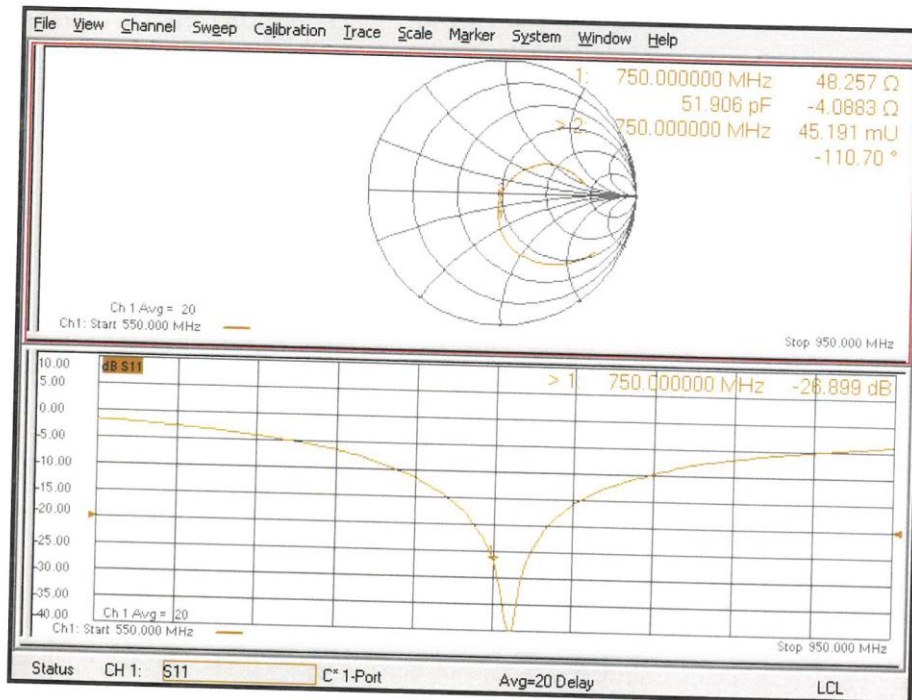 File View Channel Sweep Calibration Trace Scale Marker System Window Help
1: 750.000000 MHz 48.257 Ω
51.906 pF -4.0883 Ω
> 2: 750.000000 MHz 45.191 mU
-110.70 °
Ch 1 Avg = 20
Ch1: Start 550.000 MHz
Stop 950.000 MHz
10.00
dB S11
> 1: 750.000000 MHz -26.899 dB
5.00
0.00
-5.00
-10.00
-15.00
-20.00
-25.00
-30.00
-35.00
-40.00
Ch 1 Avg = 20
Ch1: Start 550.000 MHz
Stop 950.000 MHz
Status CH 1: S11 C* 1-Port Avg=20 Delay LCL